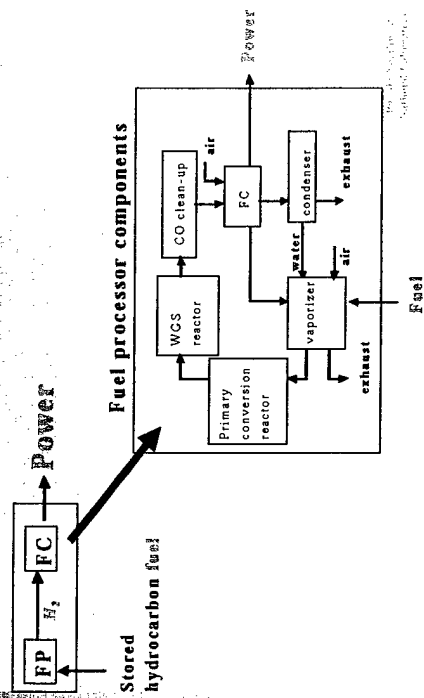 FP
H₂
FC
Power
Stored
hydrocarbon fuel
Fuel processor components
Primary
conversion
reactor
WGS
reactor
CO clean-up
air
FC
Power
water
condenser
exhaust
vaporizer
air
exhaust
Fuel